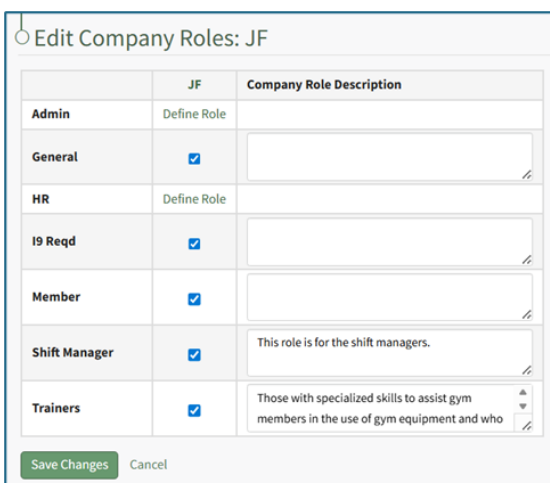 Edit Company Roles: JF
JF Company Role Description
Admin Define Role
General
HR Define Role
I9 Reqd
Member
Shift Manager This role is for the shift managers.
Trainers Those with specialized skills to assist gym
members in the use of gym equipment and who
Save Changes Cancel